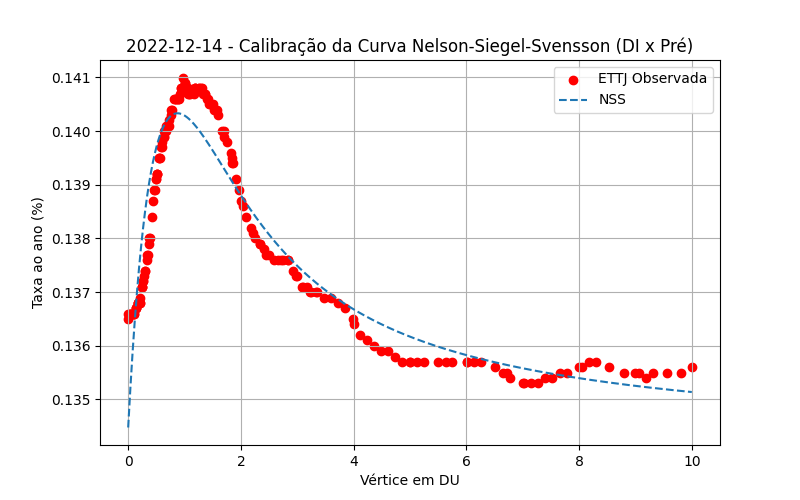 2022-12-14 - Calibração da Curva Nelson-Siegel-Svensson (DI x Pré)
0.141
0.140
0.139
0.138
0.137
0.136
0.135
Taxa ao ano (%)
ETTJ Observada
NSS
0 2 4 6 8 10
Vértice em DU